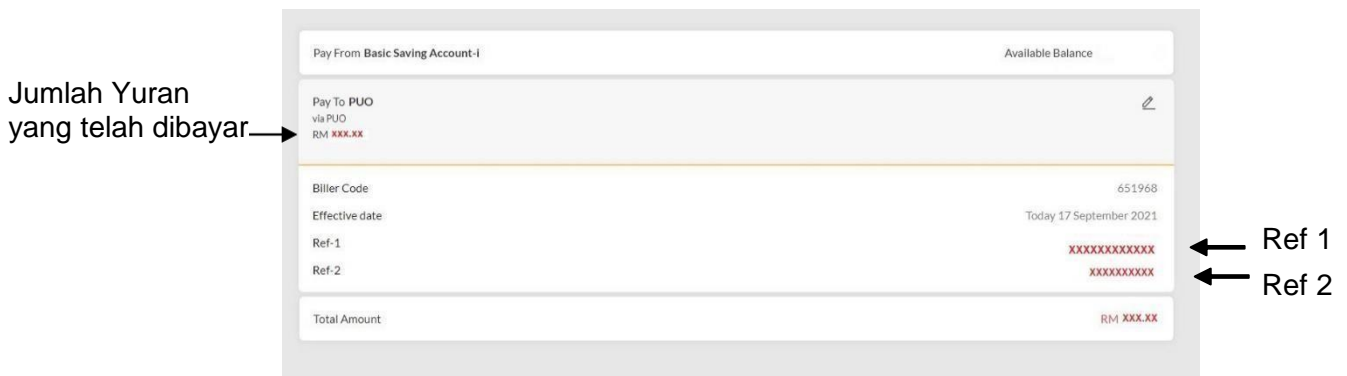 Pay From Basic Saving Account-i Available Balance
Jumlah Yuran
yang telah dibayar
Pay To PUO
via PUO
RM xxx.xx
Biller Code 651968
Effective date Today 17 September 2021
Ref-1 xxxxxxxxxxxx
Ref 1
Ref-2 xxxxxxxxxx
Ref 2
Total Amount RM xxx.xx